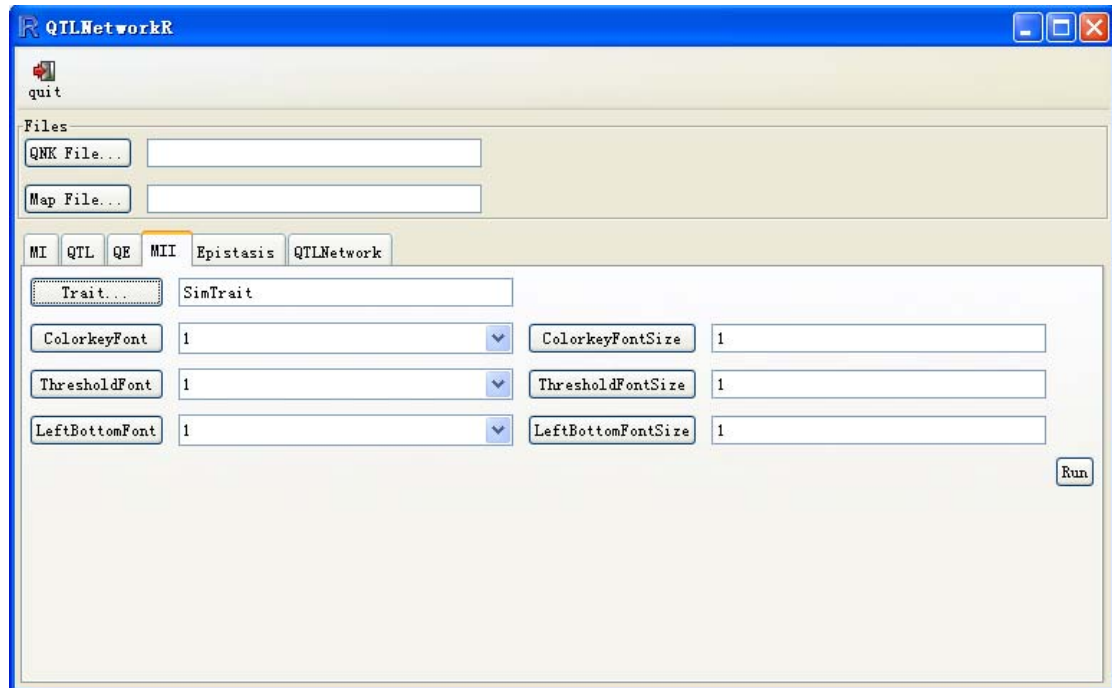 QTLNetworkR
quit
Files
QNK File...
Map File...
MI QTL QE MII Epistasis QTLNetwork
Trait... SimTrait
ColorkeyFont 1 ColorkeyFontSize 1
ThresholdFont 1 ThresholdFontSize 1
LeftBottomFont 1 LeftBottomFontSize 1
Run